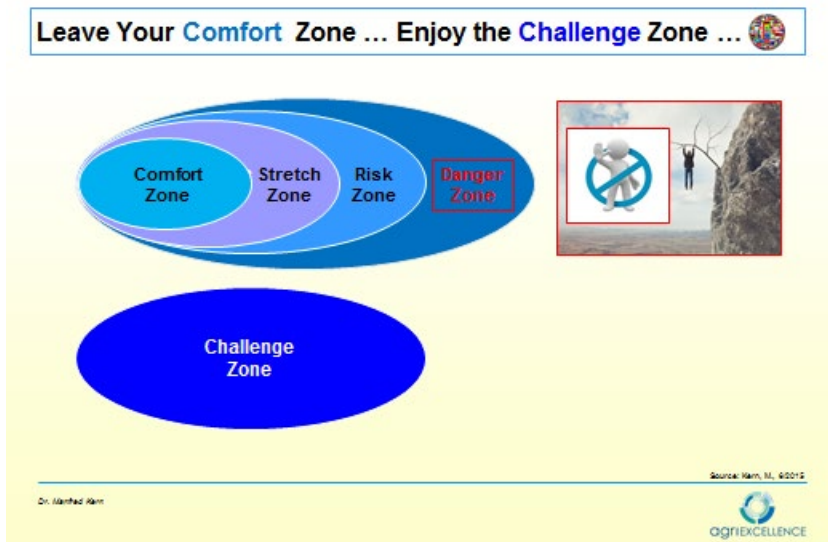 Leave Your Comfort Zone ... Enjoy the Challenge Zone ...
Comfort
Zone
Stretch
Zone
Risk
Zone
Danger
Zone
Challenge
Zone
Source: Kern, M., 6/2015
Dr. Manfred Kern
agriEXCELLENCE